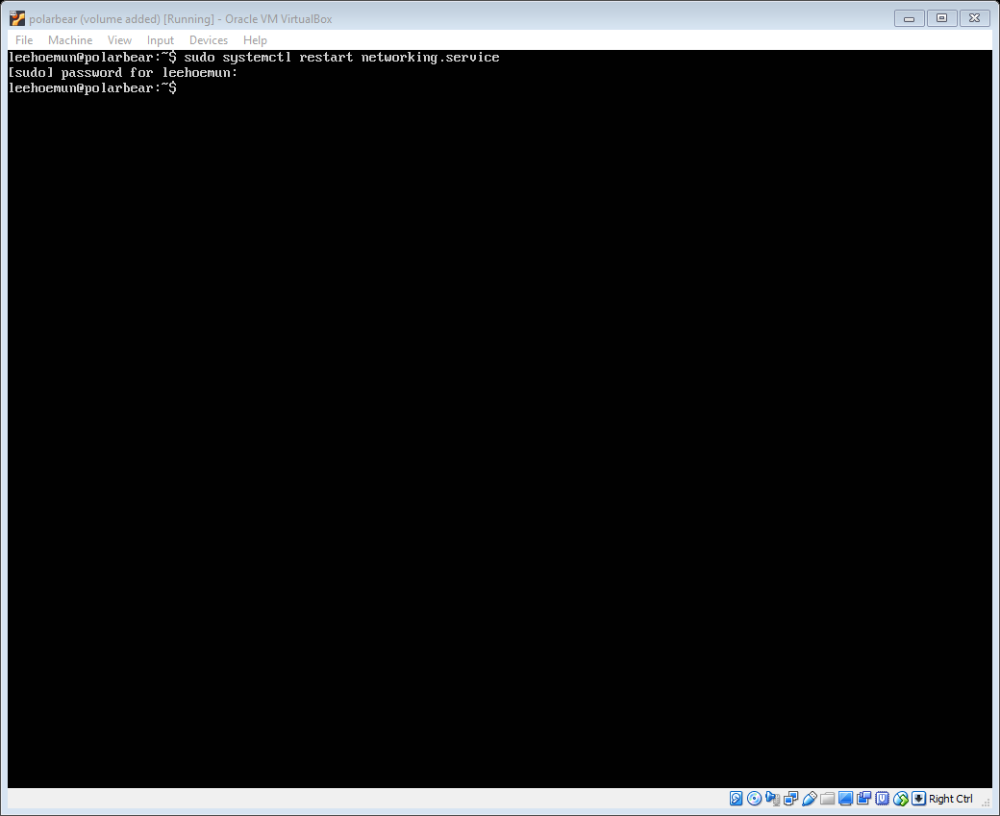 polarbear (volume added) [Running] - Oracle VM VirtualBox
File Machine View Input Devices Help
leehoemun@polarbear:~$ sudo systemctl restart networking.service
[sudo] password for leehoemun:
leehoemun@polarbear:~$
Right Ctrl